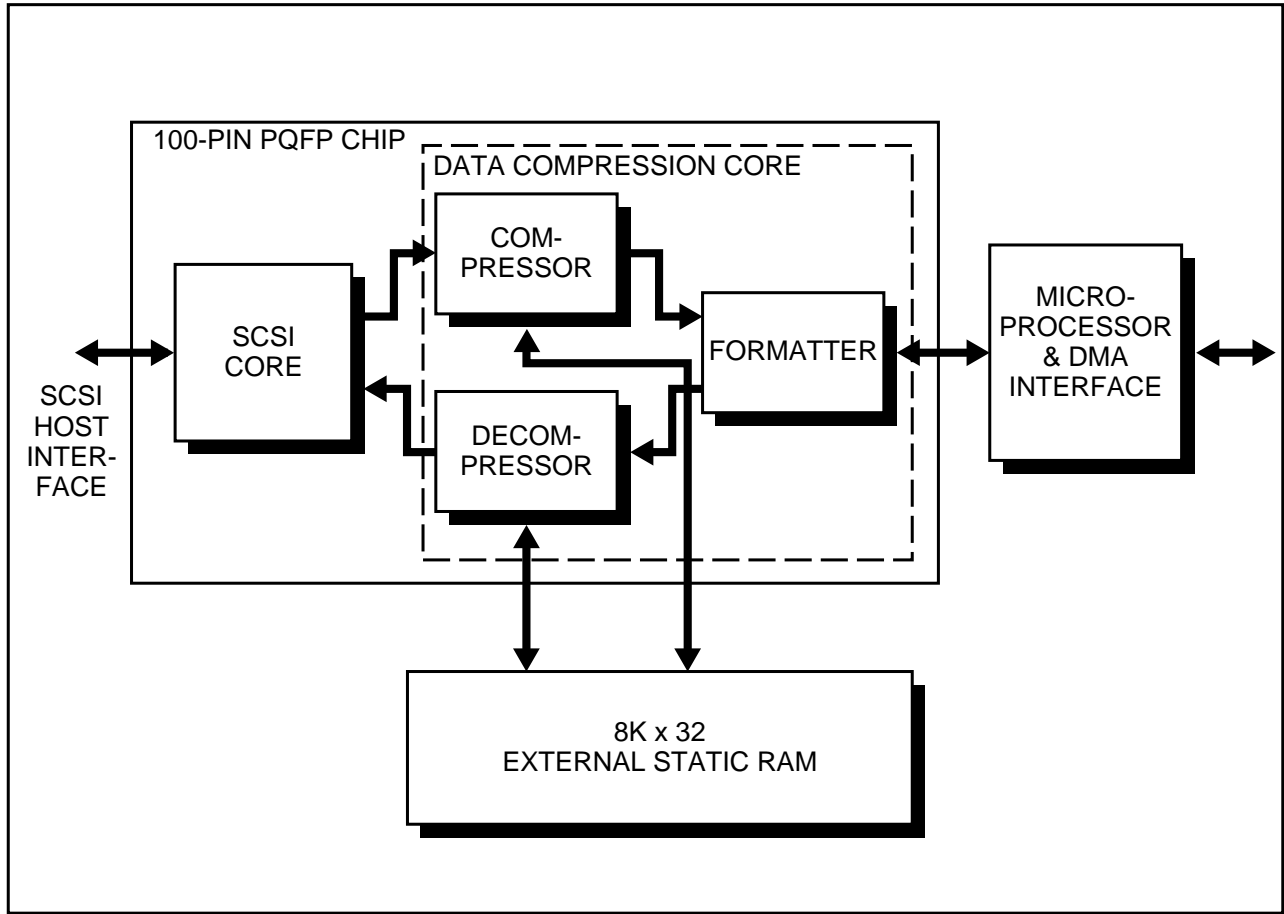 100-PIN PQFP CHIP
DATA COMPRESSION CORE
COM-
PRESSOR
SCSI
CORE
FORMATTER
MICRO-
PROCESSOR
& DMA
INTERFACE
SCSI
HOST
INTER-
FACE
DECOM-
PRESSOR
8K x 32
EXTERNAL STATIC RAM